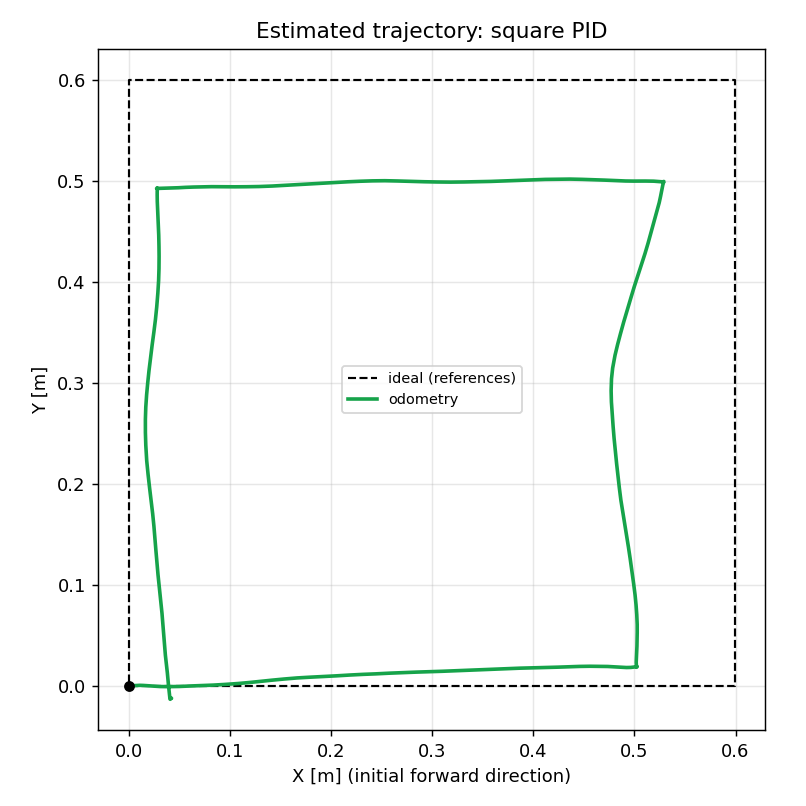 Estimated trajectory: square PID
0.6
0.5
0.4
0.3
0.2
0.1
0.0
Y [m]
ideal (references)
odometry
0.0 0.1 0.2 0.3 0.4 0.5 0.6
X [m] (initial forward direction)